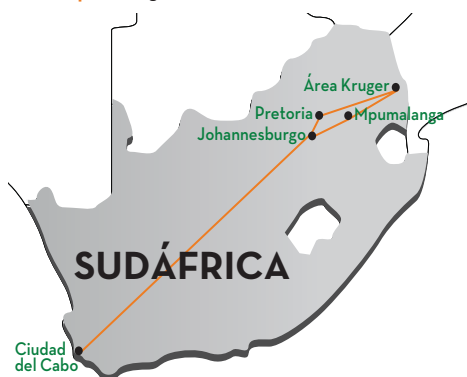 Área Kruger
Pretoria
Mpumalanga
Johannesburgo
SUDÁFRICA
Ciudad
del Cabo